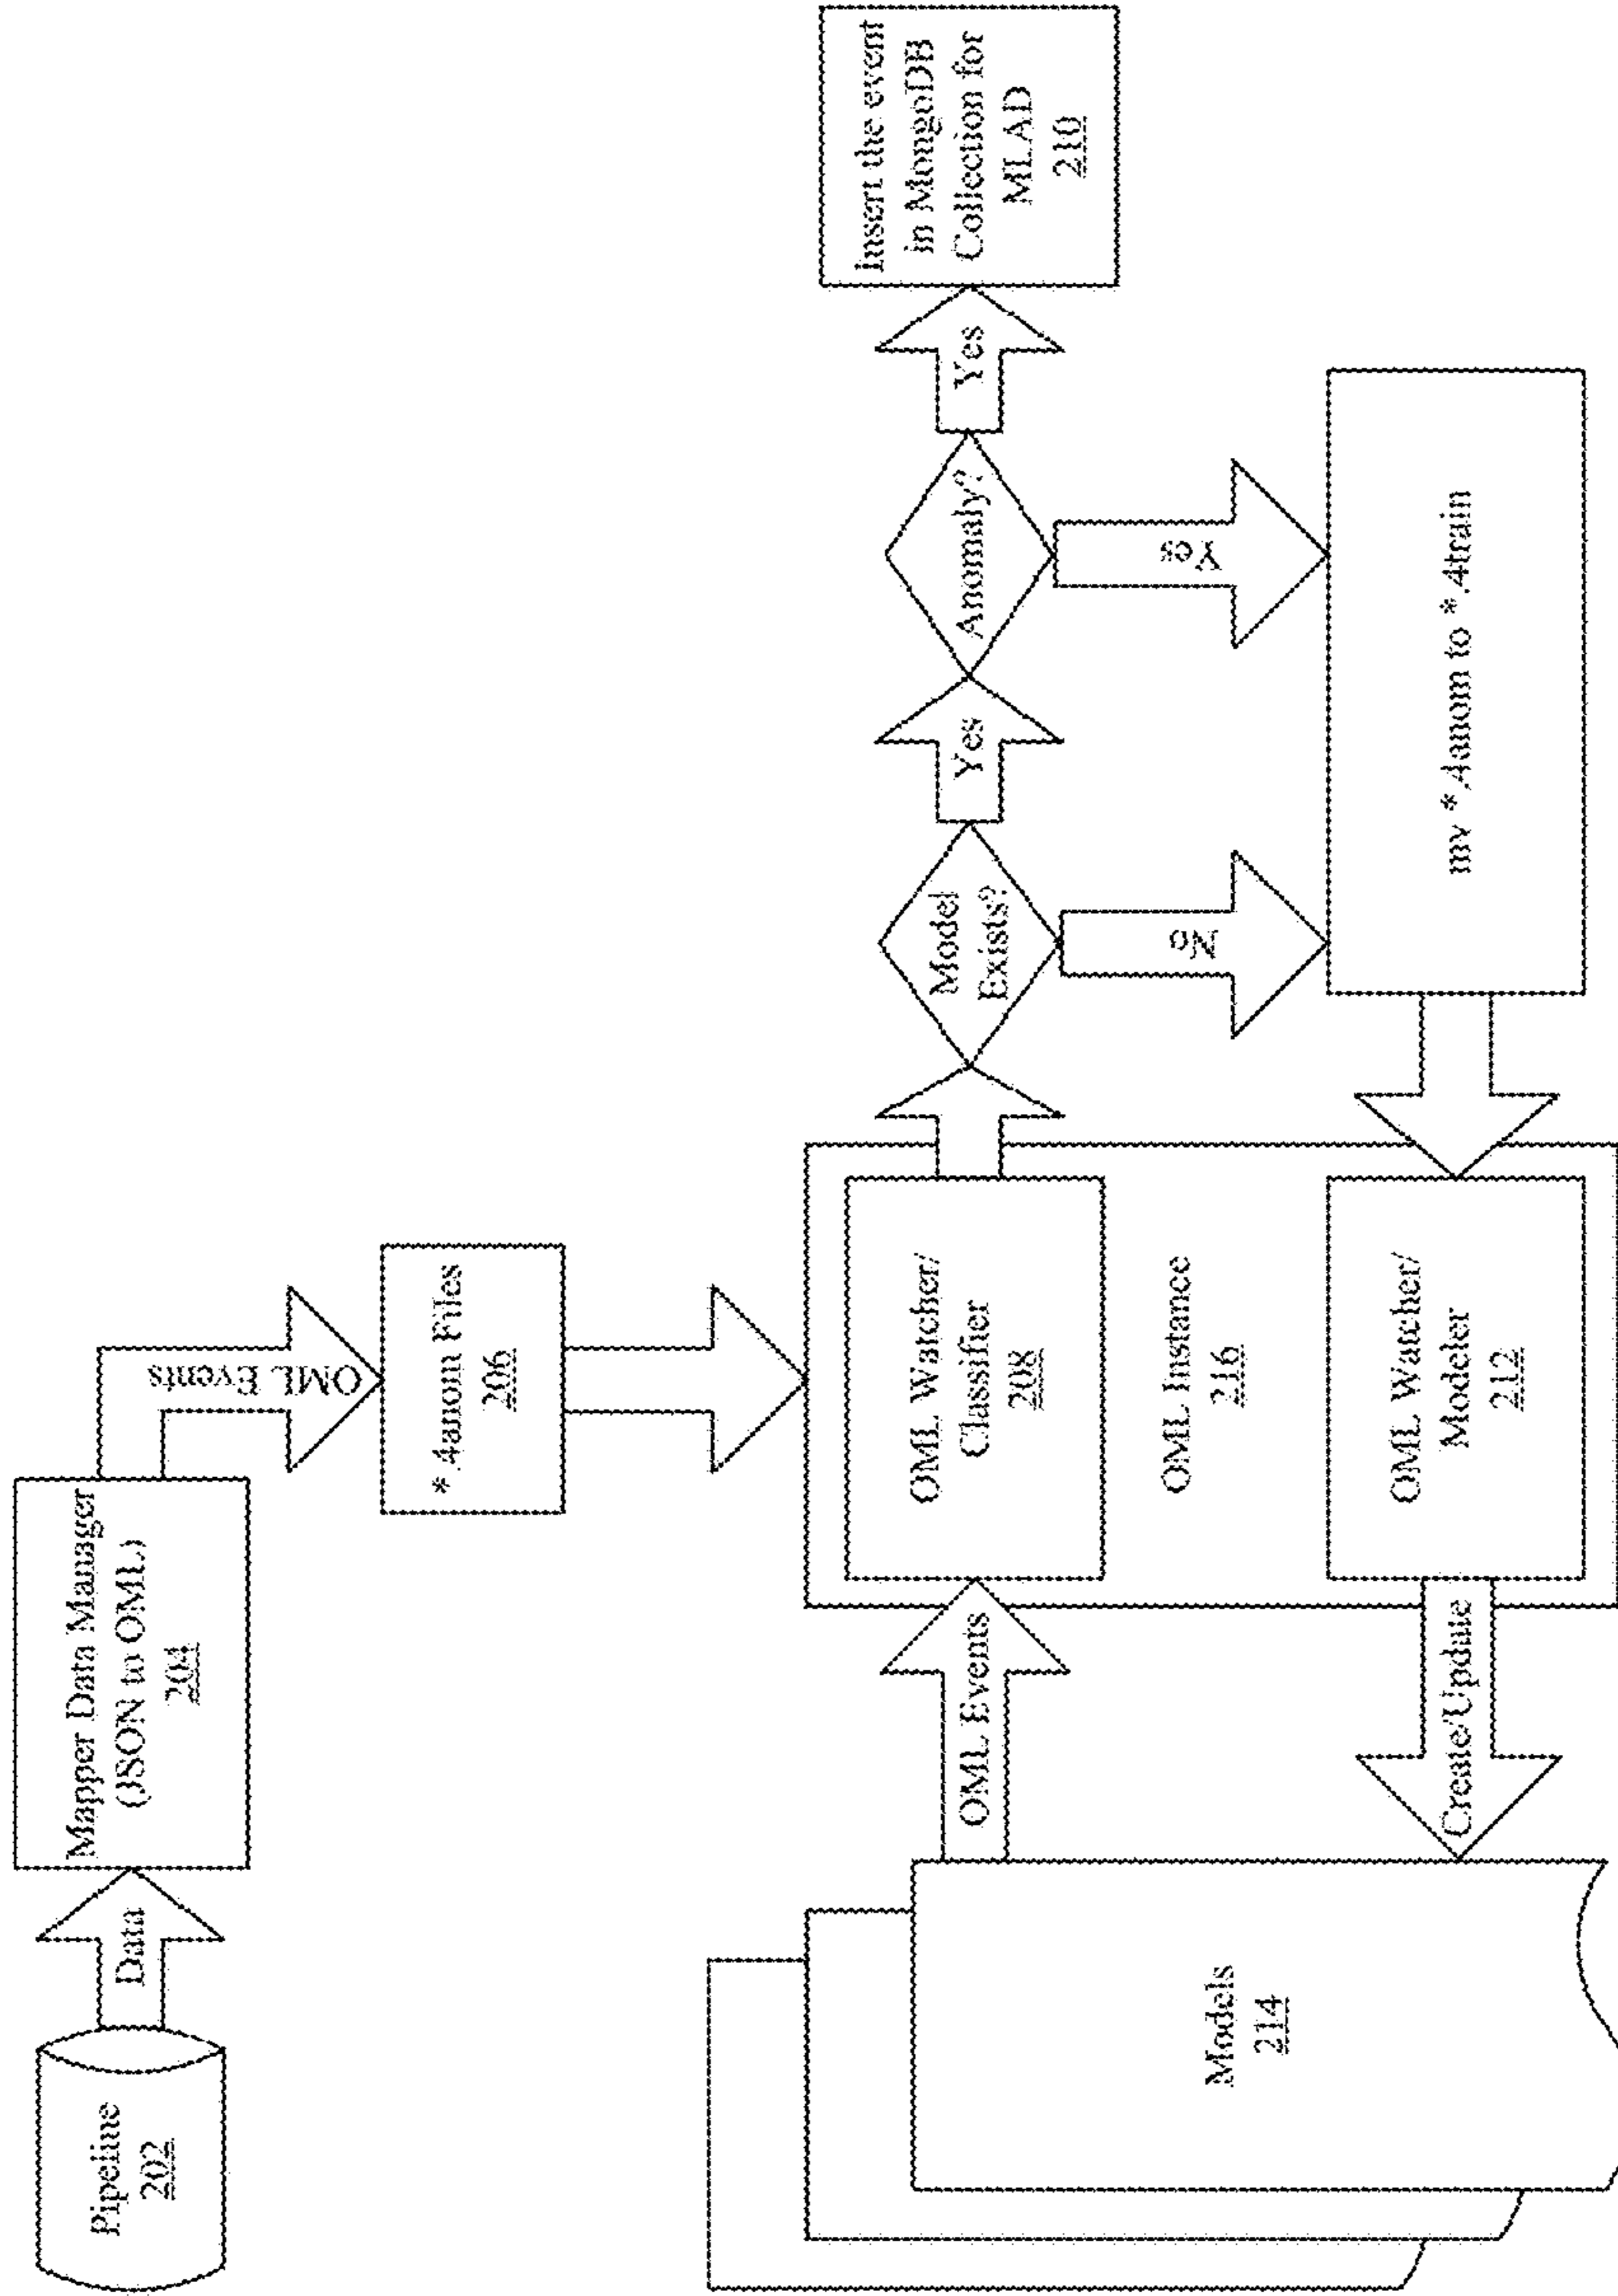 Pipeline
202
Data
Mapper Data Manager
(JSON to OML)
204
OML Events
*.4anom Files
206
OML Watcher/
Classifier
208
OML Instance
216
OML Watcher/
Modeler
212
Model
Exists?
Yes
No
Anomaly?
Yes
Yes
Insert the event
in MongoDB
Collection for
MLAD
210
mv *.4anom to *.4train
OML Events
Create/Update
Models
214